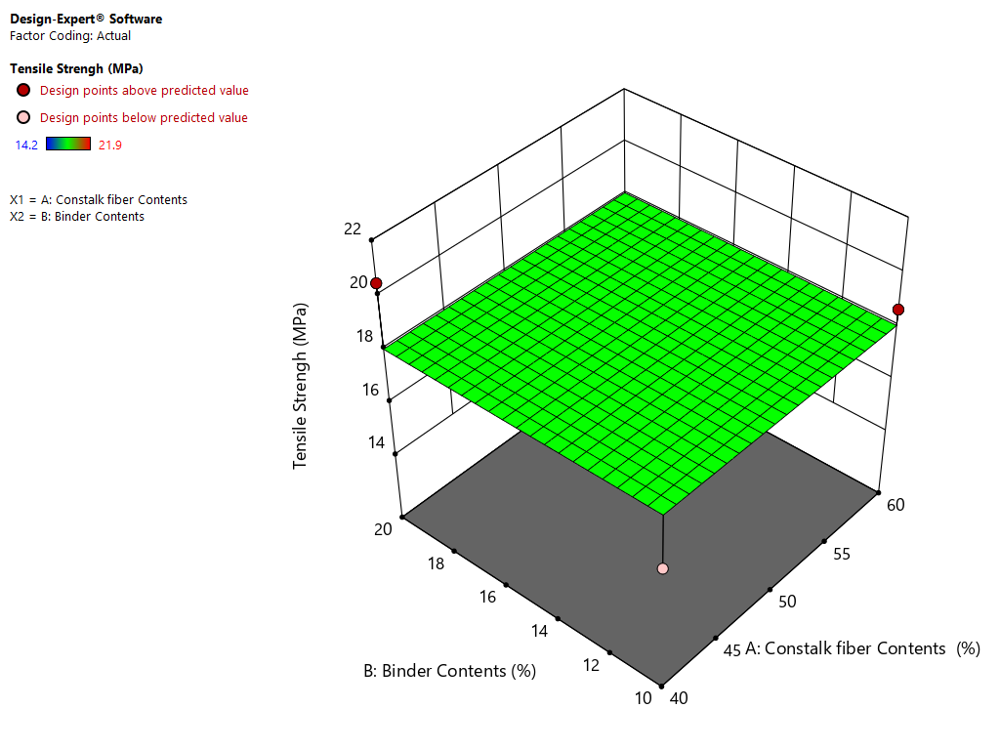 Design-Expert® Software
Factor Coding: Actual
Tensile Strengh (MPa)
Design points above predicted value
Design points below predicted value
14.2 21.9
X1 = A: Constalk fiber Contents
X2 = B: Binder Contents
22
20
18
16
14
Tensile Strengh (MPa)
20
18
16
14
12
10
B: Binder Contents (%)
40
45
50
55
60
A: Constalk fiber Contents (%)